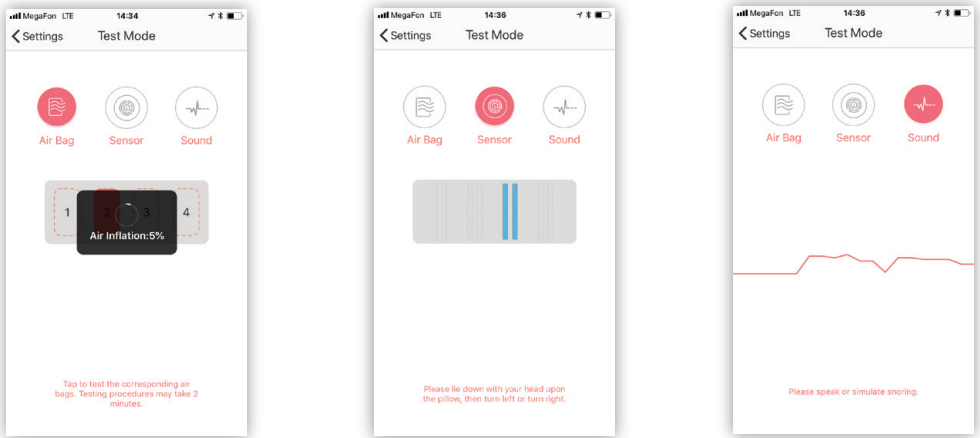 MegaFon LTE 14:34
Settings Test Mode
Air Bag Sensor Sound
1 2 3 4
Air Inflation:5%
Tap to test the corresponding air
bags. Testing procedures may take 2
minutes.
MegaFon LTE 14:36
Settings Test Mode
Air Bag Sensor Sound
Please lie down with your head upon
the pillow, then turn left or turn right.
MegaFon LTE 14:36
Settings Test Mode
Air Bag Sensor Sound
Please speak or simulate snoring.